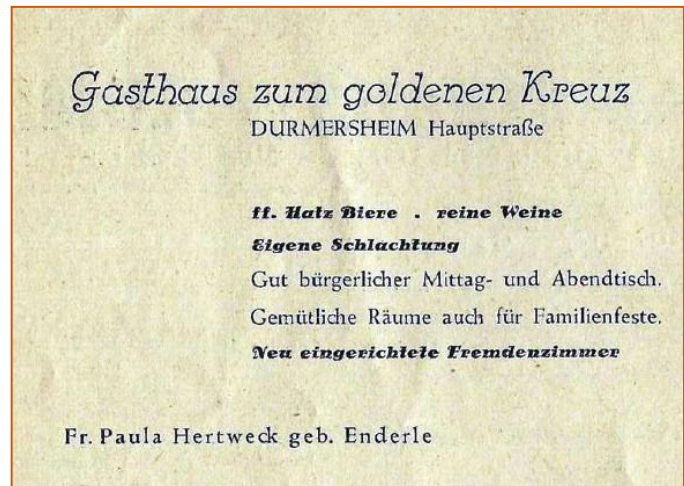 Gasthaus zum goldenen Kreuz
DURMERSHEIM Hauptstraße
ff. Hatz Biere . reine Weine
Eigene Schlachtung
Gut bürgerlicher Mittag- und Abendtisch.
Gemütliche Räume auch für Familienfeste.
Neu eingerichtete Fremdenzimmer
Fr. Paula Hertweck geb. Enderle